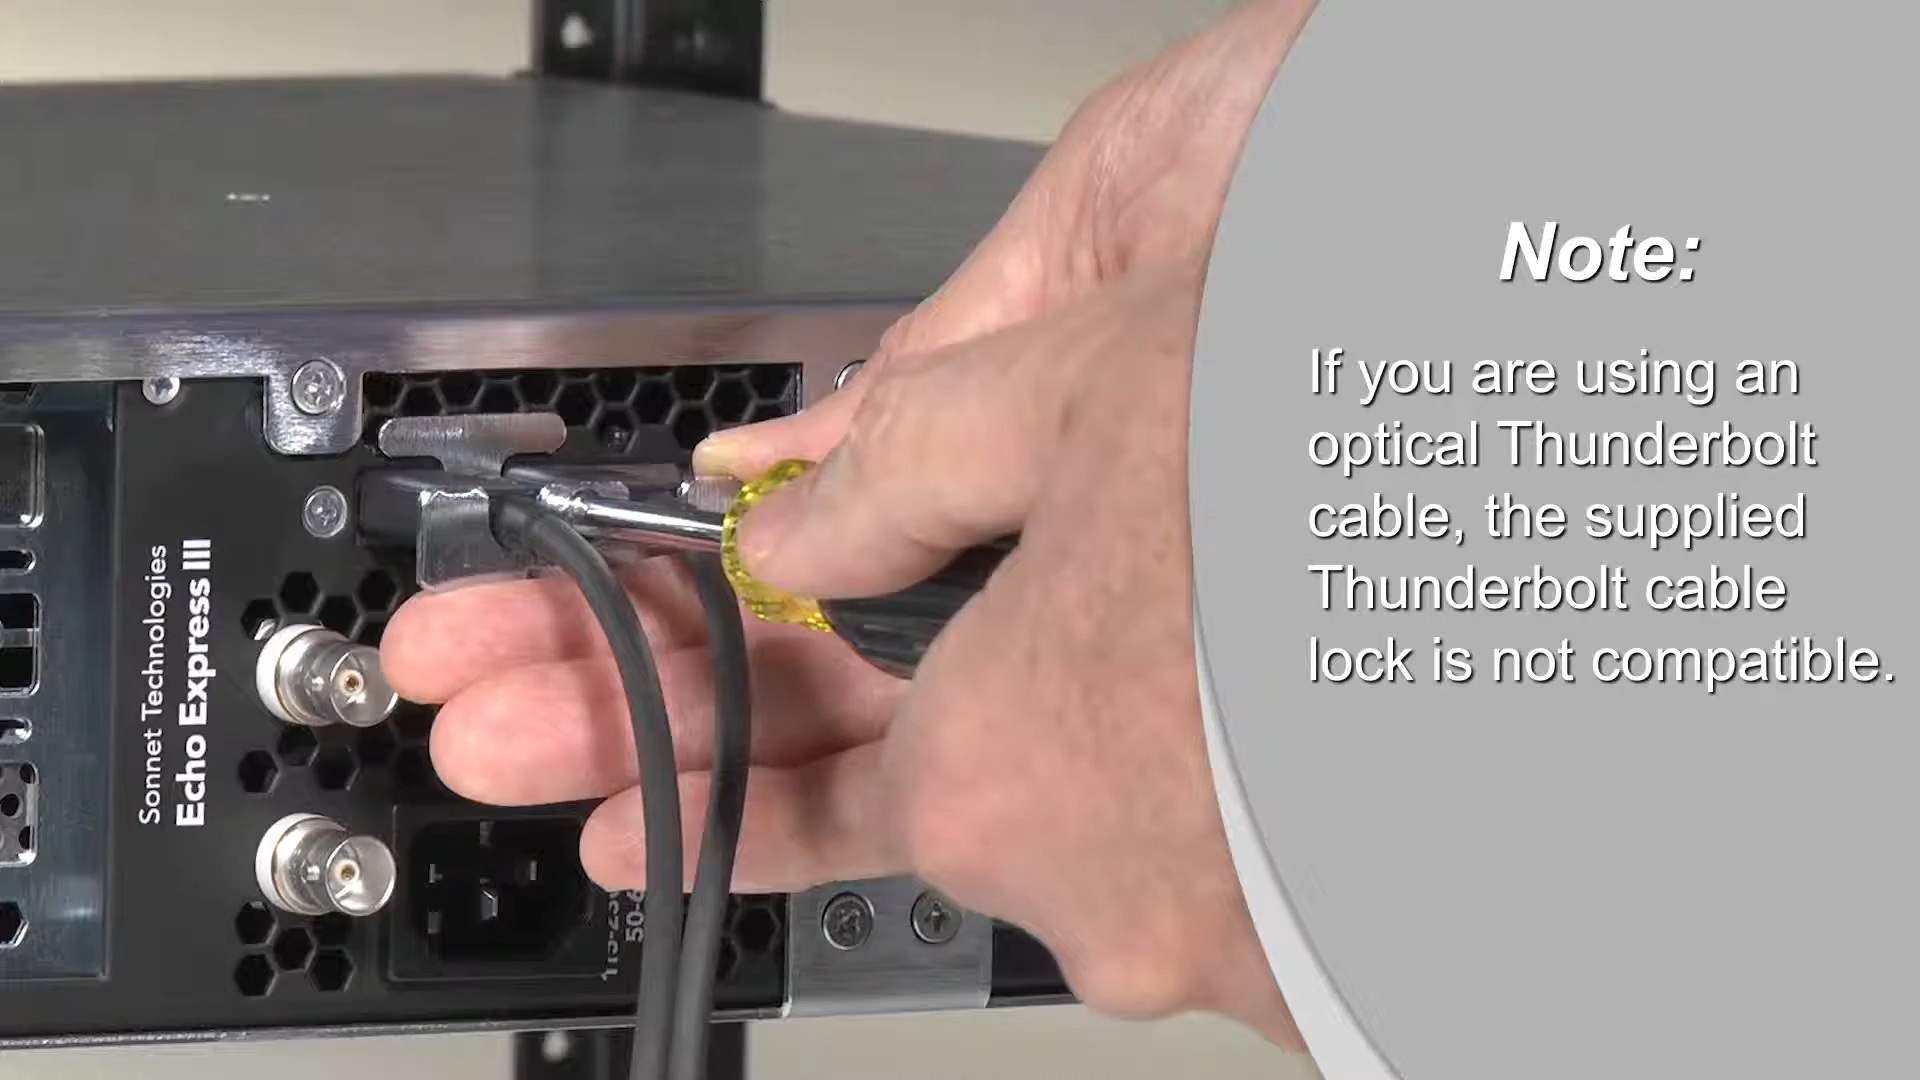 Sonnet Technologies
Echo Express III
Note:
If you are using an
optical Thunderbolt
cable, the supplied
Thunderbolt cable
lock is not compatible.